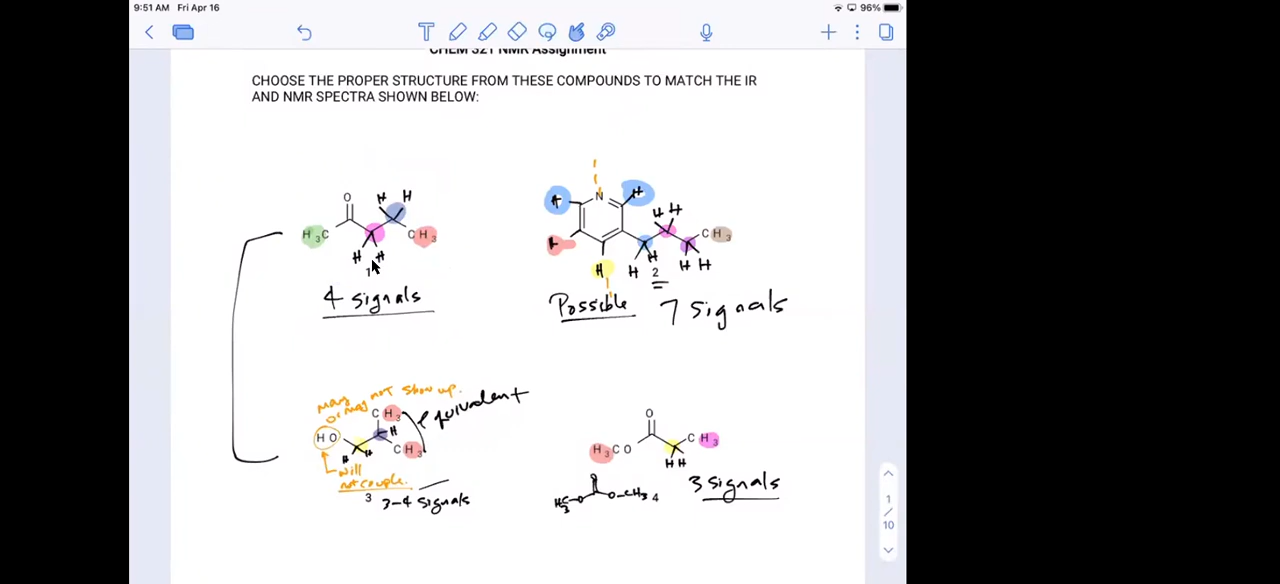 9:51 AM Fri Apr 16
96%
CHEM 321 NMR Assignment
CHOOSE THE PROPER STRUCTURE FROM THESE COMPOUNDS TO MATCH THE IR
AND NMR SPECTRA SHOWN BELOW:
O
H H
H3C CH3
H H
1
4 signals
N
H H
H H H
CH3
H H H
H H
2
Possible 7 signals
may or may not show up.
CH3 equivalent
HO H
CH3
H H
will
not couple.
3
3-4 signals
O
H3CO CH3
H H
3 signals
H3C O O-CH3 4
1
/
10